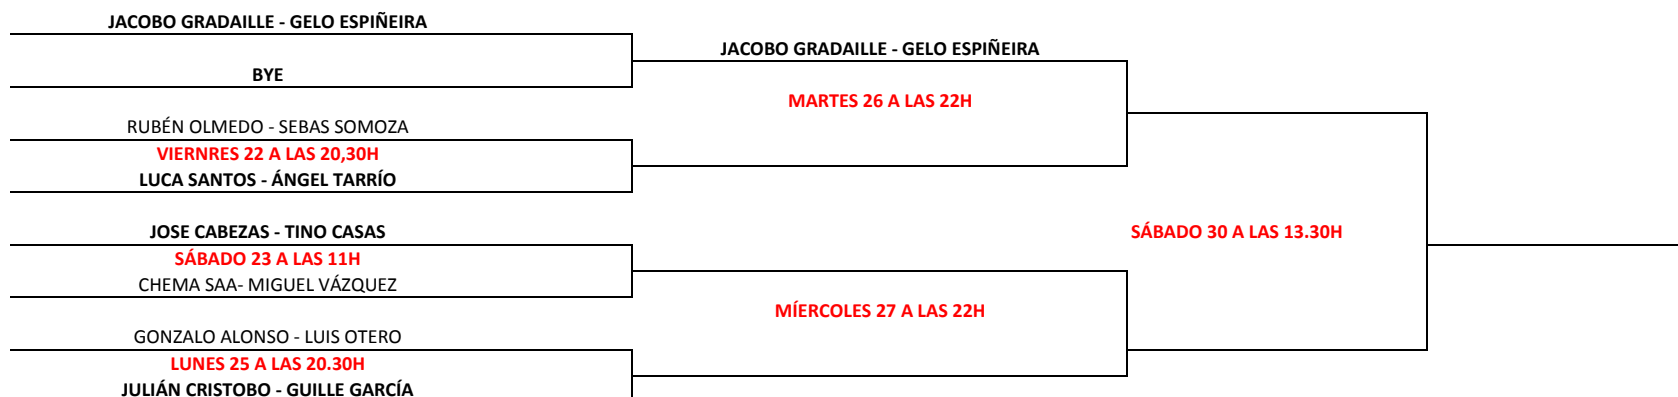 JACOBO GRADAILLE - GELO ESPIÑEIRA
JACOBO GRADAILLE - GELO ESPIÑEIRA
BYE
MARTES 26 A LAS 22H
RUBÉN OLMEDO - SEBAS SOMOZA
VIERNRES 22 A LAS 20,30H
LUCA SANTOS - ÁNGEL TARRÍO
JOSE CABEZAS - TINO CASAS
SÁBADO 30 A LAS 13.30H
SÁBADO 23 A LAS 11H
CHEMA SAA- MIGUEL VÁZQUEZ
MÍERCOLES 27 A LAS 22H
GONZALO ALONSO - LUIS OTERO
LUNES 25 A LAS 20.30H
JULIÁN CRISTOBO - GUILLE GARCÍA